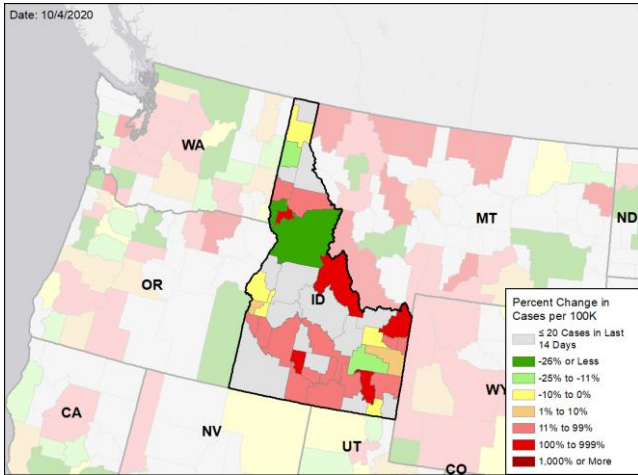 Date: 10/4/2020
WA
MT
ND
OR
ID
WY
CA
NV
UT
CO
Percent Change in
Cases per 100K
≤ 20 Cases in Last
14 Days
-26% or Less
-25% to -11%
-10% to 0%
1% to 10%
11% to 99%
100% to 999%
1,000% or More